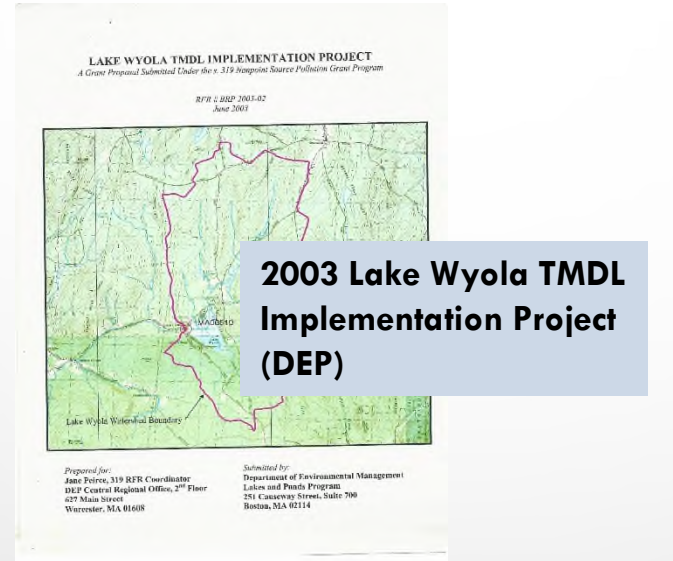 LAKE WYOLA TMDL IMPLEMENTATION PROJECT
A Grant Proposal Submitted Under the s. 319 Nonpoint Source Pollution Grant Program
RFR # BRP 2003-02
June 2003
2003 Lake Wyola TMDL
Implementation Project
(DEP)
Lake Wyola Watershed Boundary
Prepared for:
Jane Peirce, 319 RFR Coordinator
DEP Central Regional Office, 2nd Floor
627 Main Street
Worcester, MA 01608
Submitted by:
Department of Environmental Management
Lakes and Ponds Program
251 Causeway Street, Suite 700
Boston, MA 02114